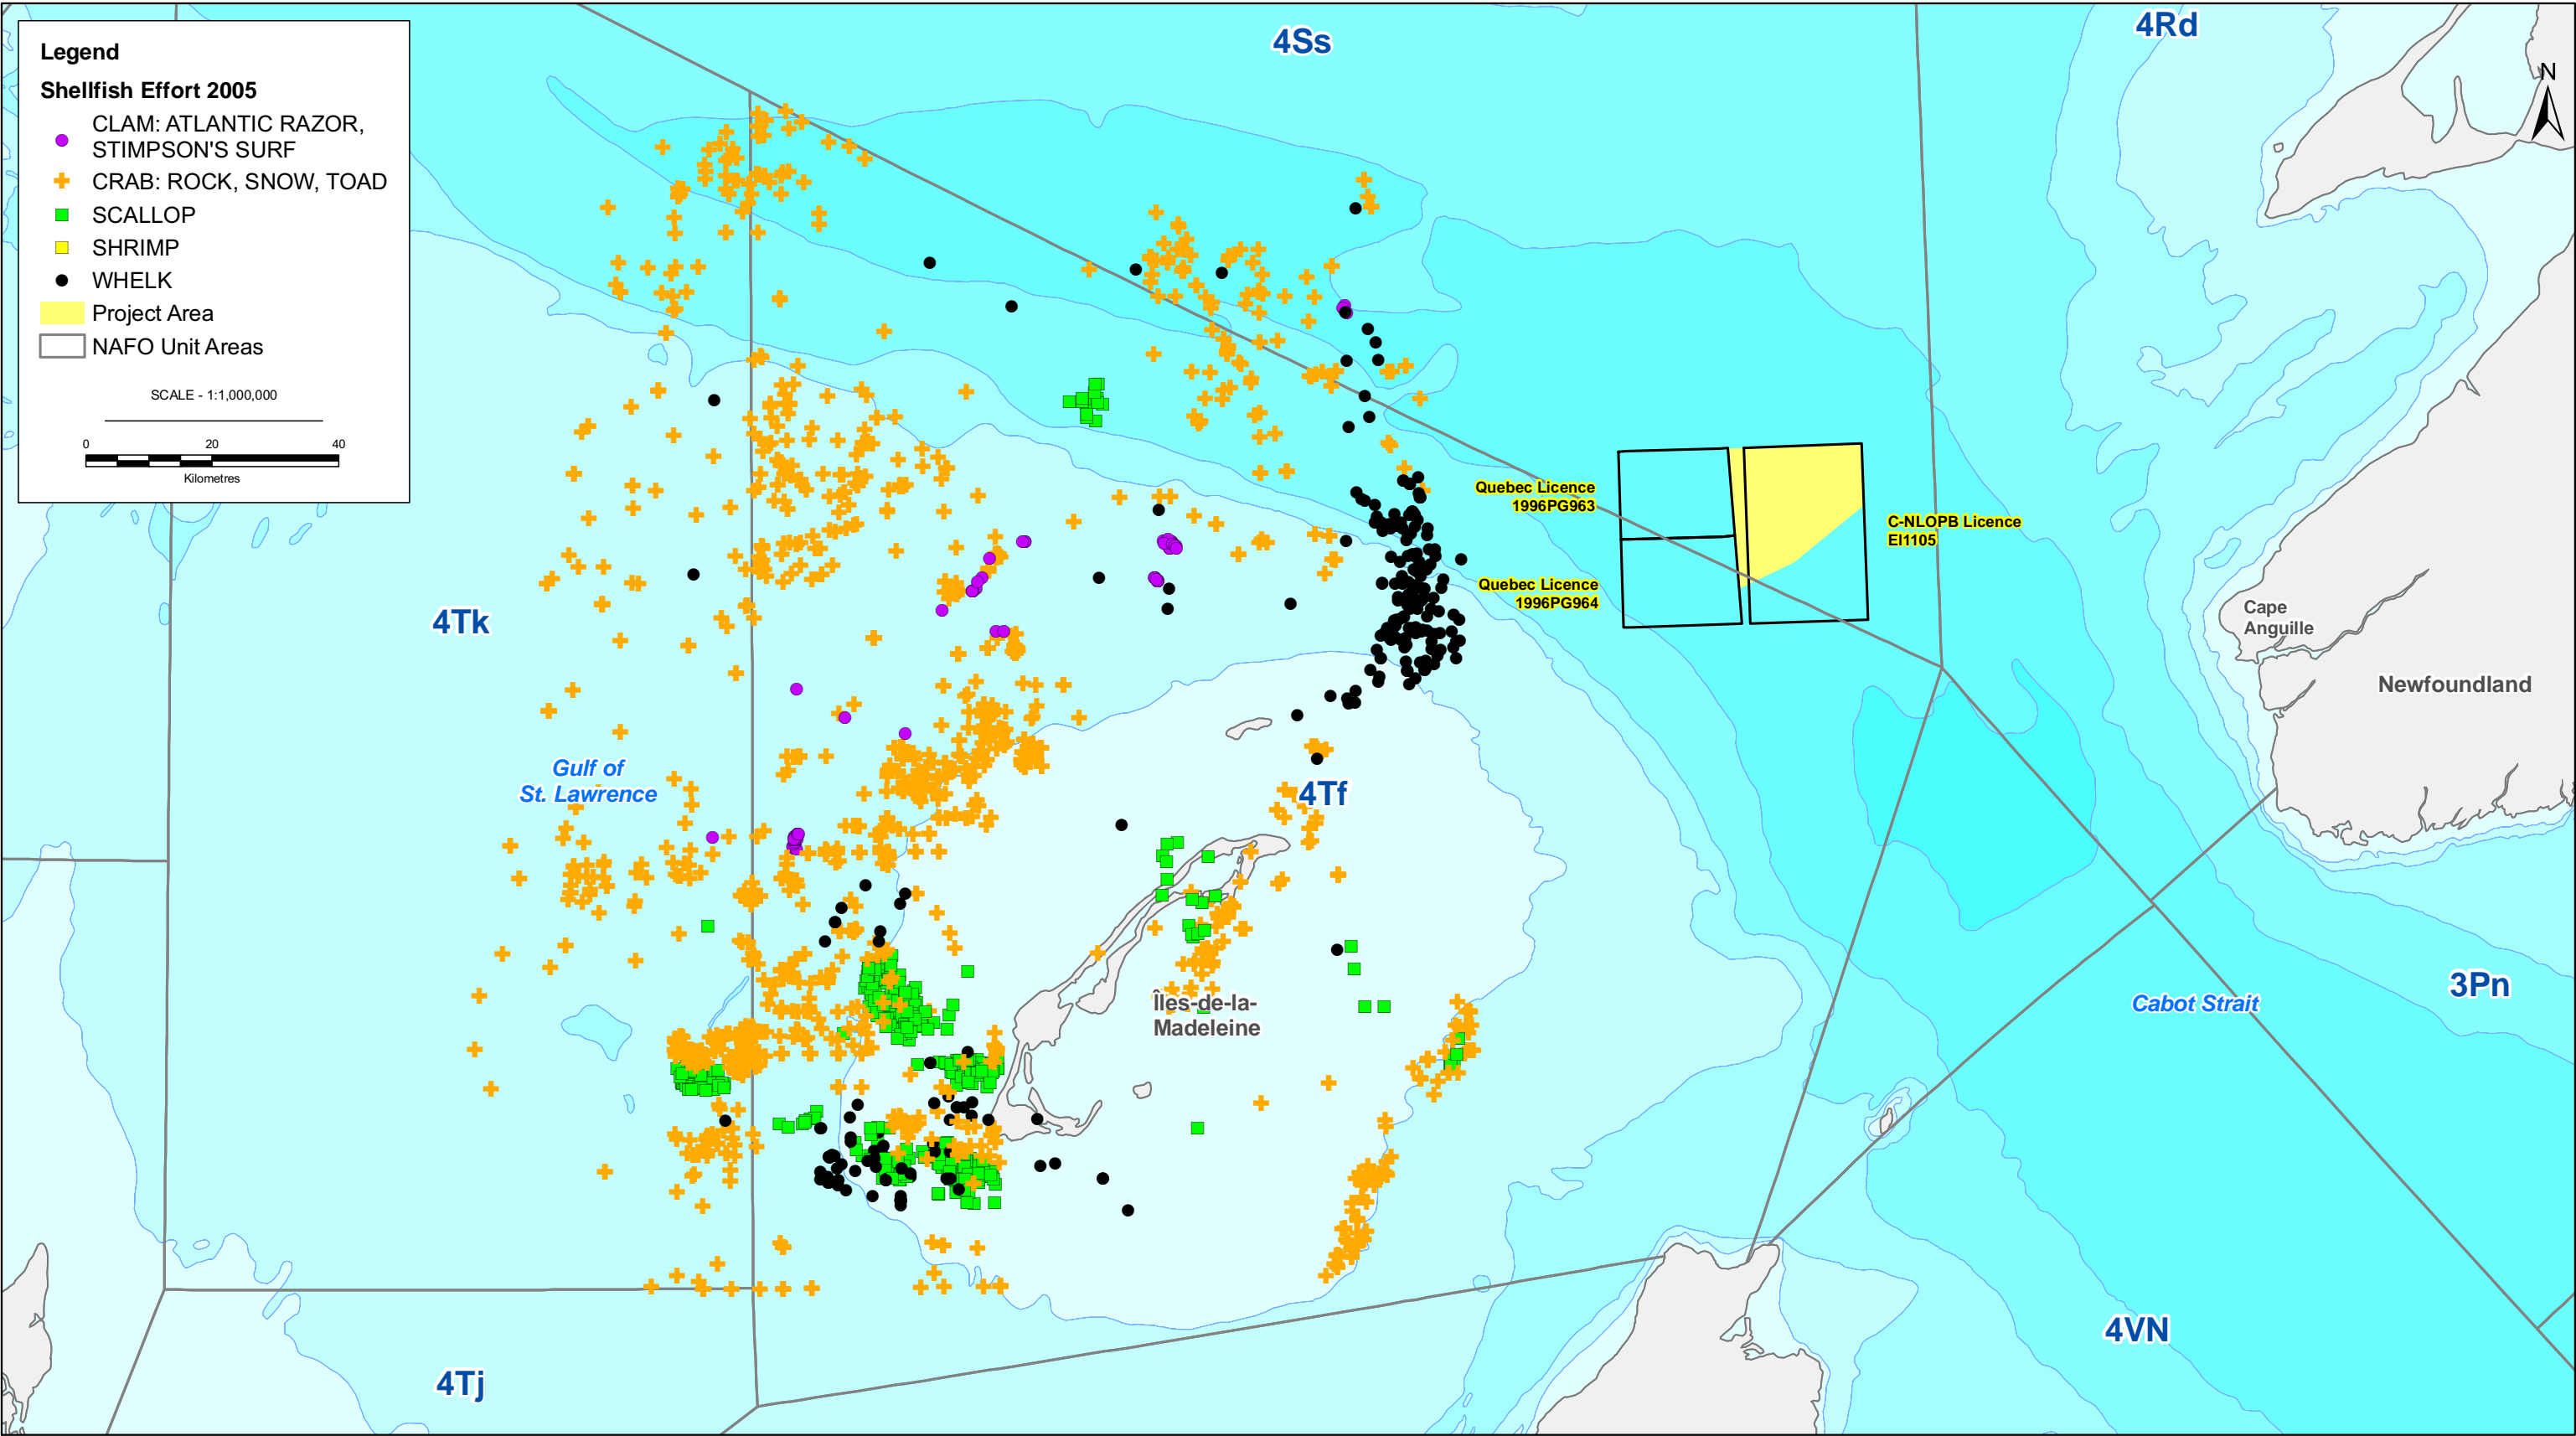 Legend
Shellfish Effort 2005
CLAM: ATLANTIC RAZOR,
STIMPSON'S SURF
CRAB: ROCK, SNOW, TOAD
SCALLOP
SHRIMP
WHELK
Project Area
NAFO Unit Areas
SCALE - 1:1,000,000
0 20 40
Kilometres
4Ss
4Rd
N
Quebec Licence
1996PG963
C-NLOPB Licence
EI1105
Quebec Licence
1996PG964
4Tk
Cape
Anguille
Newfoundland
Gulf of
St. Lawrence
4Tf
Îles-de-la-
Madeleine
Cabot Strait
3Pn
4VN
4Tj